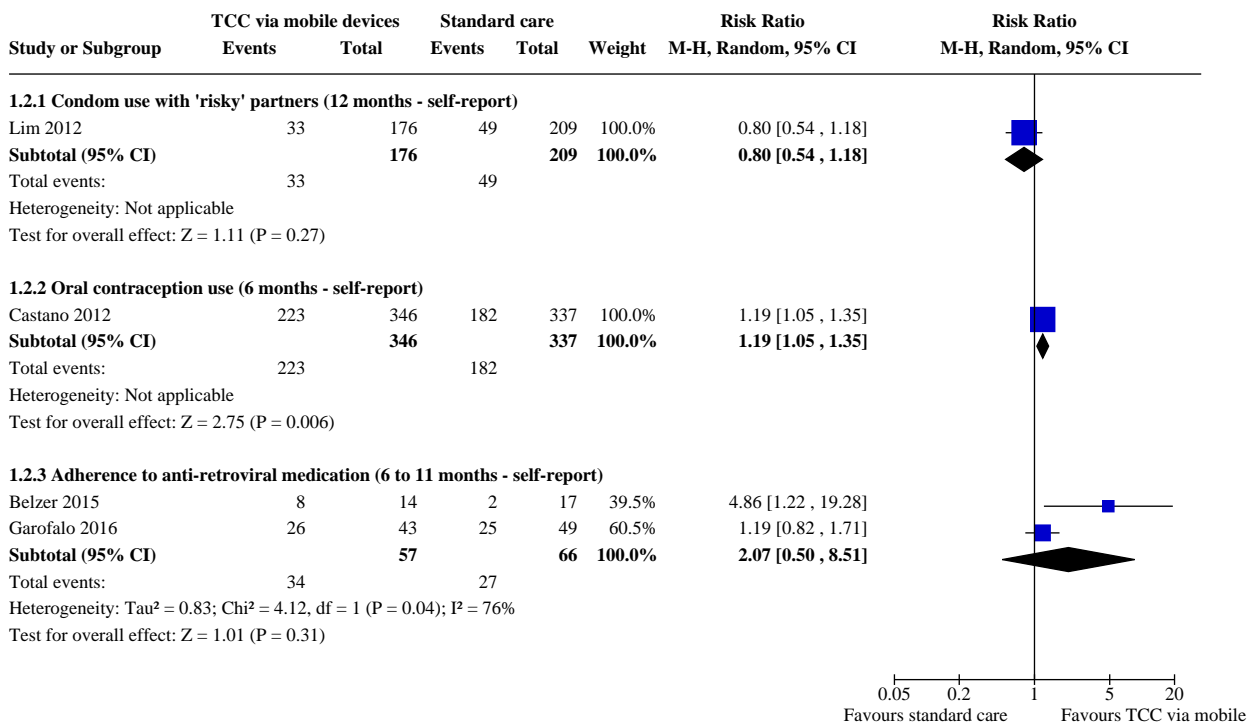 TCC via mobile devices Standard care Risk Ratio Risk Ratio
Study or Subgroup Events Total Events Total Weight M-H, Random, 95% CI M-H, Random, 95% CI
1.2.1 Condom use with 'risky' partners (12 months - self-report)
Lim 2012 33 176 49 209 100.0% 0.80 [0.54 , 1.18]
Subtotal (95% CI) 176 209 100.0% 0.80 [0.54 , 1.18]
Total events: 33 49
Heterogeneity: Not applicable
Test for overall effect: Z = 1.11 (P = 0.27)
1.2.2 Oral contraception use (6 months - self-report)
Castano 2012 223 346 182 337 100.0% 1.19 [1.05 , 1.35]
Subtotal (95% CI) 346 337 100.0% 1.19 [1.05 , 1.35]
Total events: 223 182
Heterogeneity: Not applicable
Test for overall effect: Z = 2.75 (P = 0.006)
1.2.3 Adherence to anti-retroviral medication (6 to 11 months - self-report)
Belzer 2015 8 14 2 17 39.5% 4.86 [1.22 , 19.28]
Garofalo 2016 26 43 25 49 60.5% 1.19 [0.82 , 1.71]
Subtotal (95% CI) 57 66 100.0% 2.07 [0.50 , 8.51]
Total events: 34 27
Heterogeneity: Tau² = 0.83; Chi² = 4.12, df = 1 (P = 0.04); I² = 76%
Test for overall effect: Z = 1.01 (P = 0.31)
0.05 0.2 1 5 20
Favours standard care Favours TCC via mobile